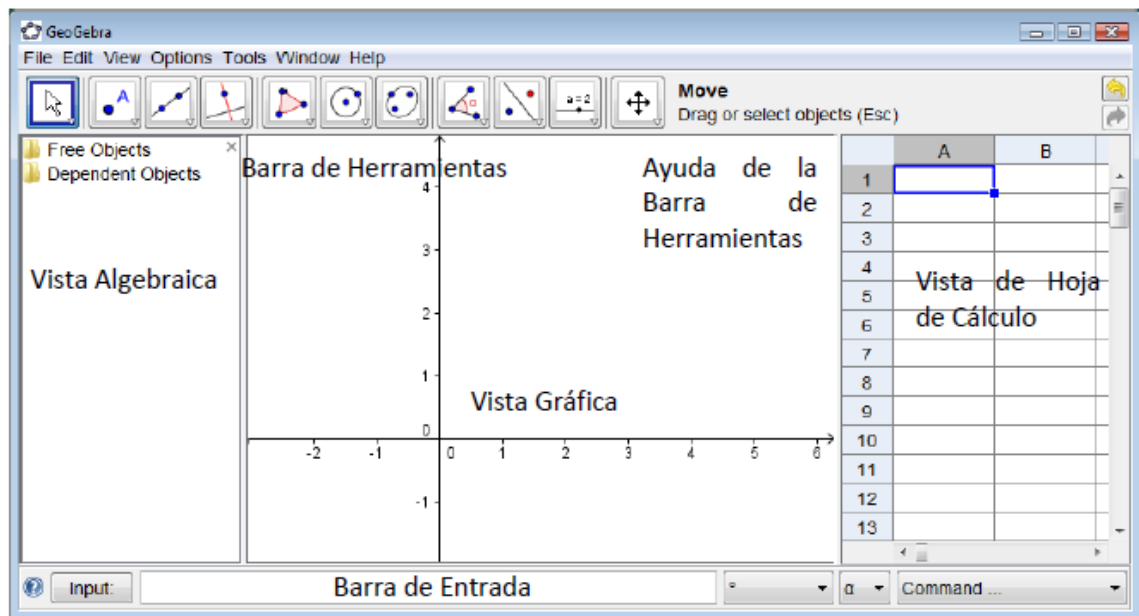 GeoGebra
File Edit View Options Tools Window Help
A
α
a=2
Move
Drag or select objects (Esc)
Free Objects
Dependent Objects
Barra de Herramientas
Ayuda de la
Barra de
Herramientas
Vista Algebraica
Vista Gráfica
4
3
2
1
0
-1
-2 -1 0 1 2 3 4 5 6
A B
1
2
3
4
5
6
7
8
9
10
11
12
13
Vista de Hoja
de Cálculo
Input:
Barra de Entrada
α
Command ...